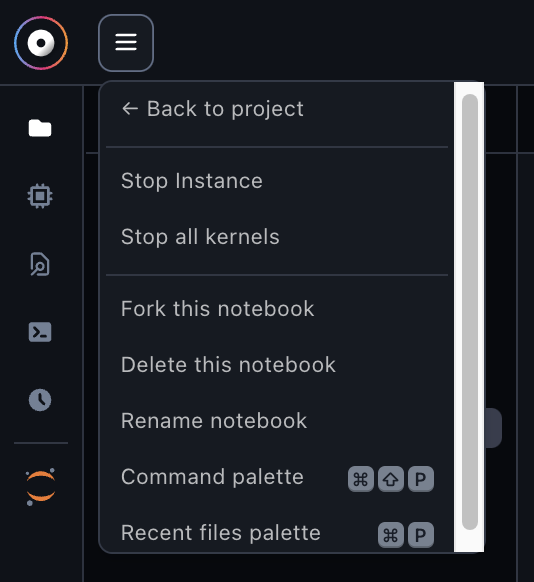 ← Back to project
Stop Instance
Stop all kernels
Fork this notebook
Delete this notebook
Rename notebook
Command palette ⌘ ⇧ P
Recent files palette ⌘ P